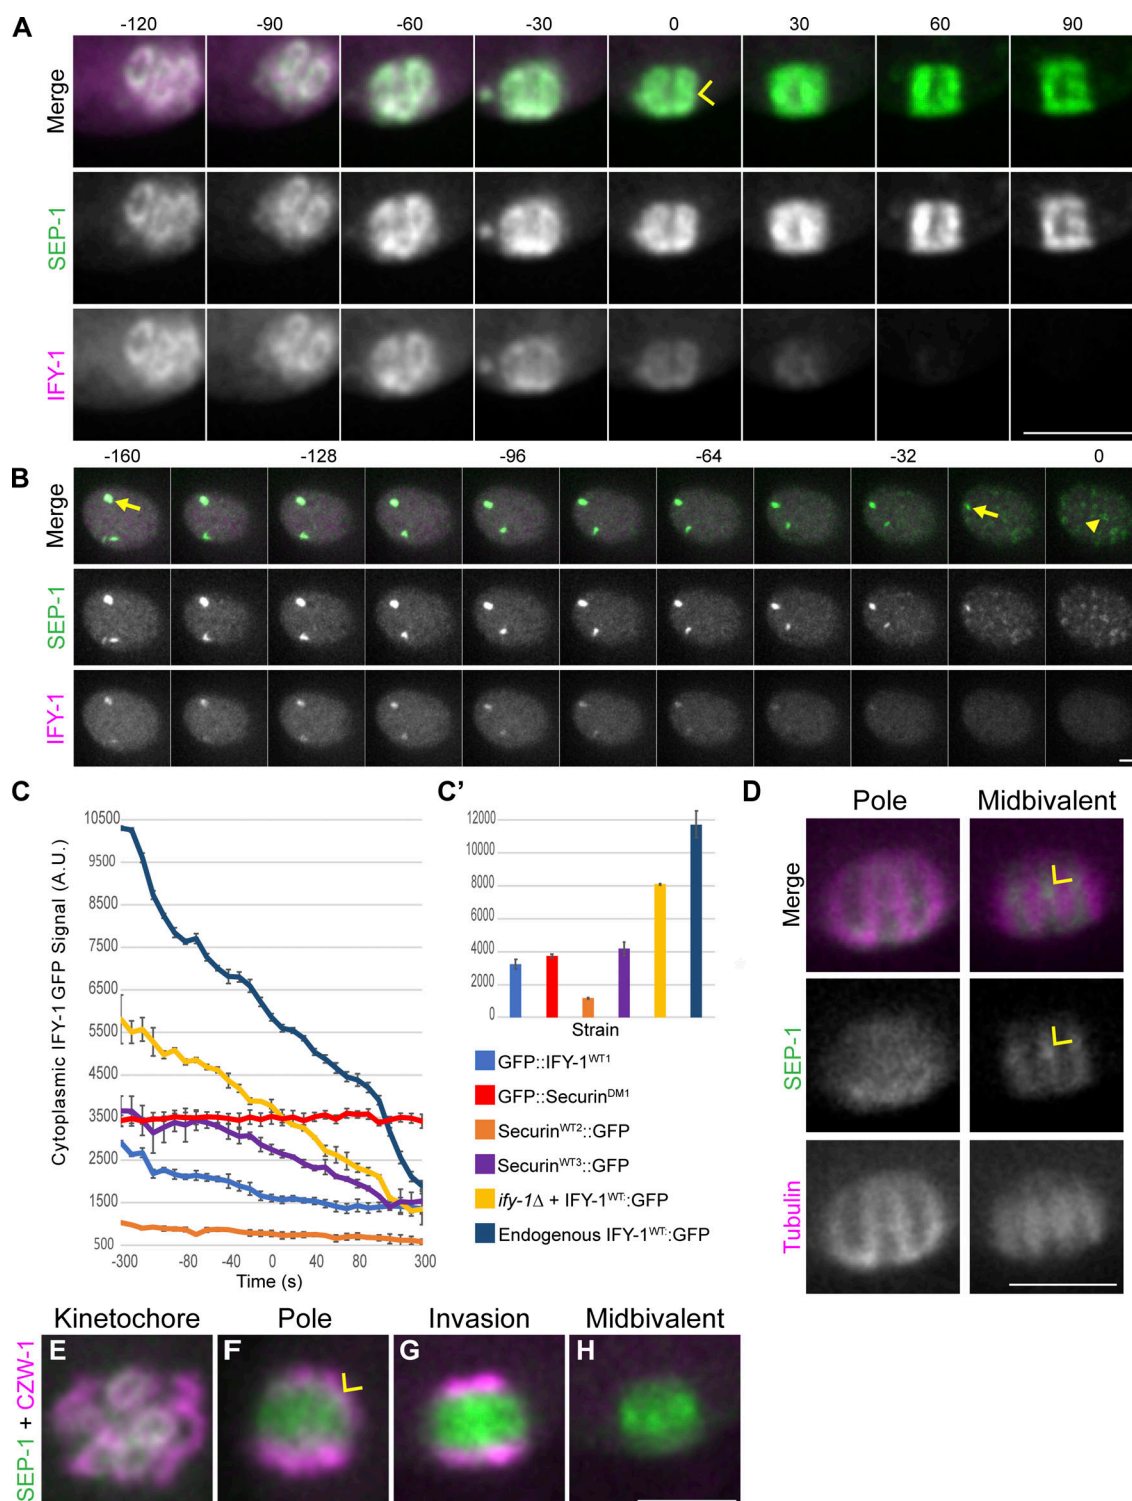 A
-120 -90 -60 -30 0 30 60 90
Merge
SEP-1
IFY-1
B
-160 -128 -96 -64 -32 0
Merge
SEP-1
IFY-1
C
Cytoplasmic IFY-1 GFP Signal (A.U.)
10500
9500
8500
7500
6500
5500
4500
3500
2500
1500
500
-300 -80 -40 0 40 80 300
Time (s)
C'
12000
10000
8000
6000
4000
2000
0
Strain
GFP::IFY-1WT1
GFP::SecurinDM1
SecurinWT2::GFP
SecurinWT3::GFP
ify-1Δ + IFY-1WT::GFP
Endogenous IFY-1WT::GFP
D
Pole Midbivalent
Merge
SEP-1
Tubulin
Kinetochore Pole Invasion Midbivalent
SEP-1 + CZW-1
E F G H